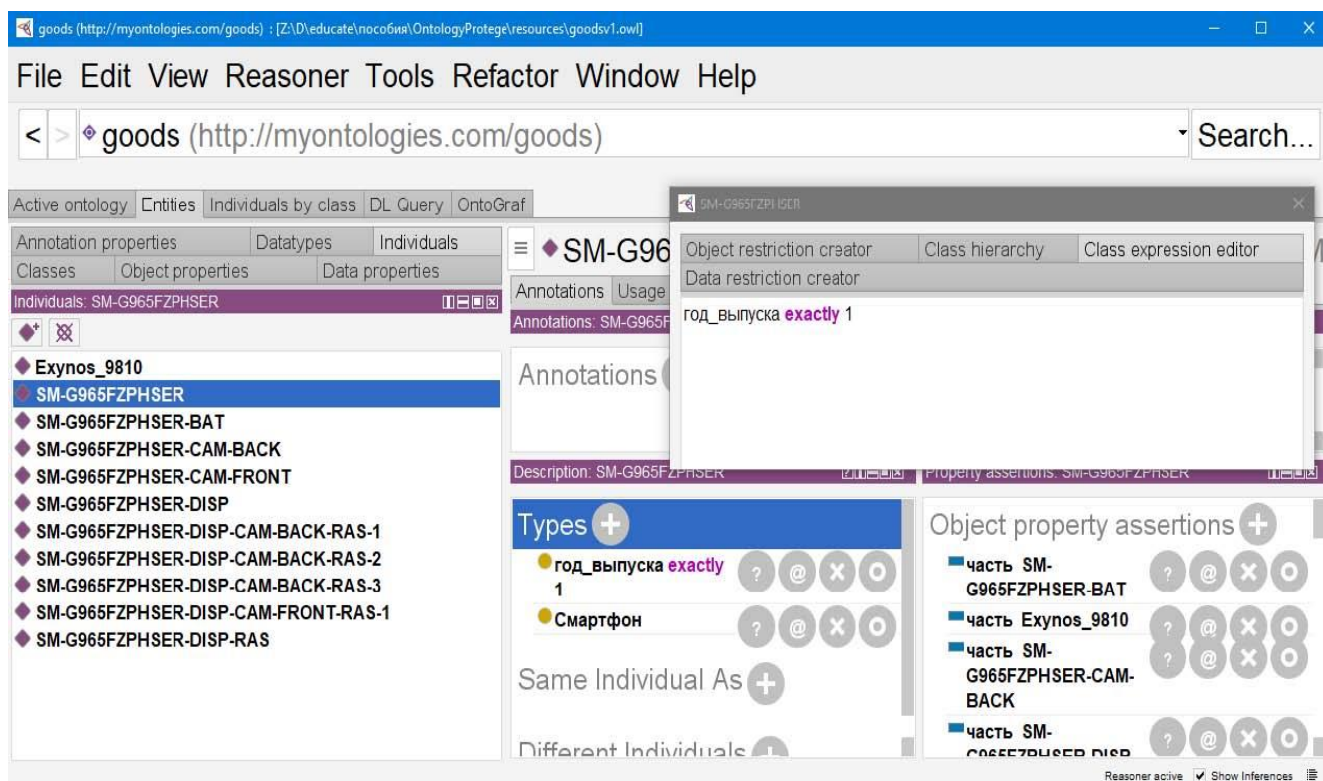 goods (http://myontologies.com/goods) : [Z:\D\educate\пособия\OntologyProtege\resources\goodsv1.owl]
File Edit View Reasoner Tools Refactor Window Help
< > goods (http://myontologies.com/goods) Search...
Active ontology Entities Individuals by class DL Query OntoGraf
Annotation properties Datatypes Individuals
Classes Object properties Data properties
Individuals: SM-G965FZPHSER
Exynos_9810
SM-G965FZPHSER
SM-G965FZPHSER-BAT
SM-G965FZPHSER-CAM-BACK
SM-G965FZPHSER-CAM-FRONT
SM-G965FZPHSER-DISP
SM-G965FZPHSER-DISP-CAM-BACK-RAS-1
SM-G965FZPHSER-DISP-CAM-BACK-RAS-2
SM-G965FZPHSER-DISP-CAM-BACK-RAS-3
SM-G965FZPHSER-DISP-CAM-FRONT-RAS-1
SM-G965FZPHSER-DISP-RAS
SM-G96
Annotations Usage
Annotations: SM-G965F
Annotations
SM-G965FZPHSER
Object restriction creator Class hierarchy Class expression editor
Data restriction creator
год_выпуска exactly 1
Description: SM-G965FZPHSER
Types
год_выпуска exactly
1
Смартфон
Same Individual As
Different Individuals
Property assertions: SM-G965FZPHSER
Object property assertions
часть SM-
G965FZPHSER-BAT
часть Exynos_9810
часть SM-
G965FZPHSER-CAM-
BACK
часть SM-
G965FZPHSER-DISP
Reasoner active Show Inferences